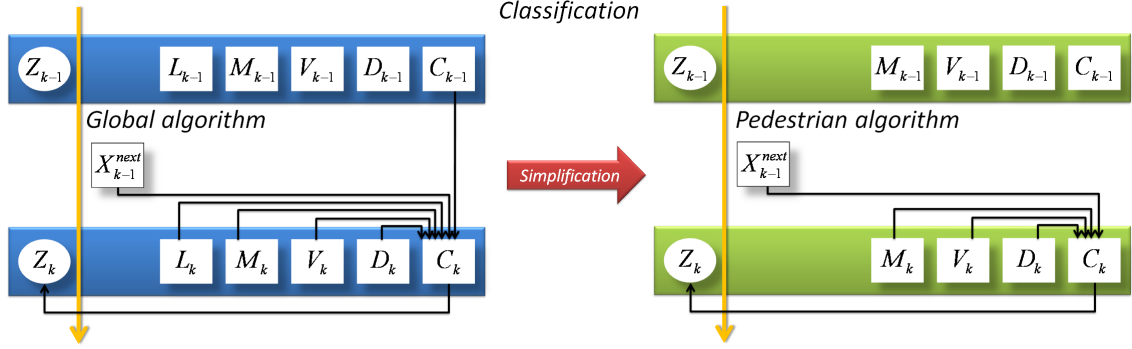 Classification
Z_{k-1} L_{k-1} M_{k-1} V_{k-1} D_{k-1} C_{k-1}
Global algorithm
X_{k-1}^{next}
Z_k L_k M_k V_k D_k C_k
Simplification
Z_{k-1} M_{k-1} V_{k-1} D_{k-1} C_{k-1}
Pedestrian algorithm
X_{k-1}^{next}
Z_k M_k V_k D_k C_k